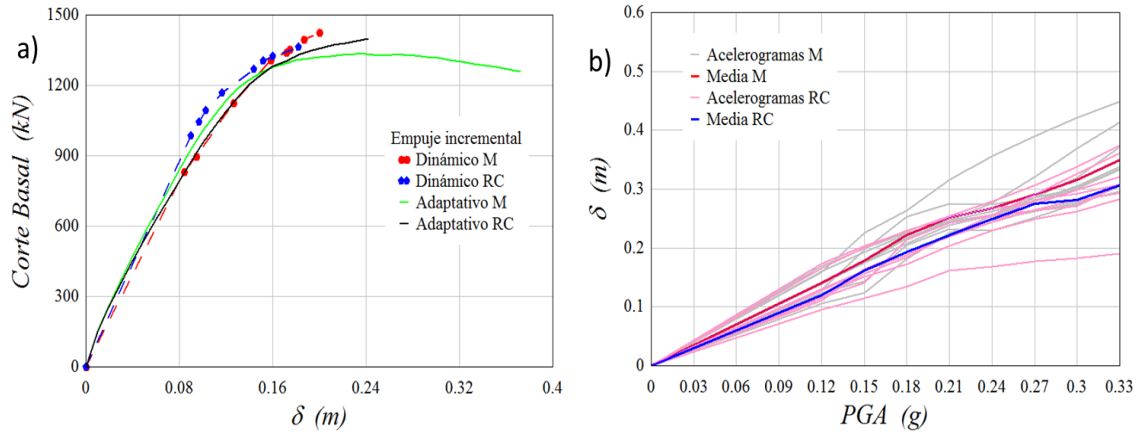 a)
1500
1200
900
600
300
0
Corte Basal (kN)
Empuje incremental
Dinámico M
Dinámico RC
Adaptativo M
Adaptativo RC
0 0.08 0.16 0.24 0.32 0.4
δ (m)
b)
0.6
0.5
0.4
0.3
0.2
0.1
0
δ (m)
Acelerogramas M
Media M
Acelerogramas RC
Media RC
0 0.03 0.06 0.09 0.12 0.15 0.18 0.21 0.24 0.27 0.3 0.33
PGA (g)